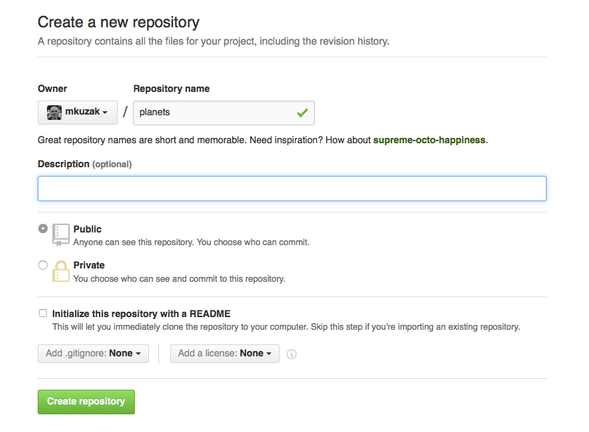 Create a new repository
A repository contains all the files for your project, including the revision history.
Owner Repository name
mkuzak / planets
Great repository names are short and memorable. Need inspiration? How about supreme-octo-happiness.
Description (optional)
Public
Anyone can see this repository. You choose who can commit.
Private
You choose who can see and commit to this repository.
Initialize this repository with a README
This will let you immediately clone the repository to your computer. Skip this step if you're importing an existing repository.
Add .gitignore: None Add a license: None
Create repository